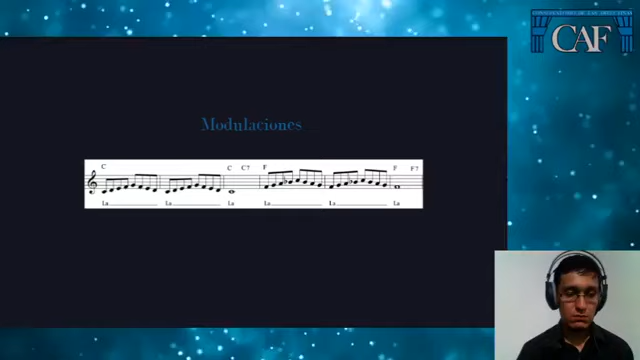 CAF
Modulaciones
C C C7 F F F7
La La La La La La